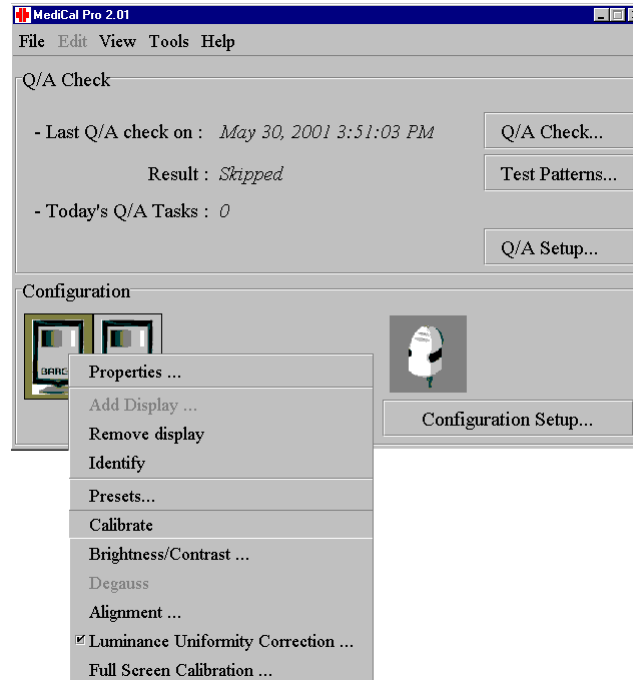 MediCal Pro 2.01
File Edit View Tools Help
Q/A Check
- Last Q/A check on : May 30, 2001 3:51:03 PM
Q/A Check...
Result : Skipped
Test Patterns...
- Today's Q/A Tasks : 0
Q/A Setup...
Configuration
Properties ...
Add Display ...
Remove display
Identify
Presets...
Calibrate
Brightness/Contrast ...
Degauss
Alignment ...
Luminance Uniformity Correction ...
Full Screen Calibration ...
Configuration Setup...